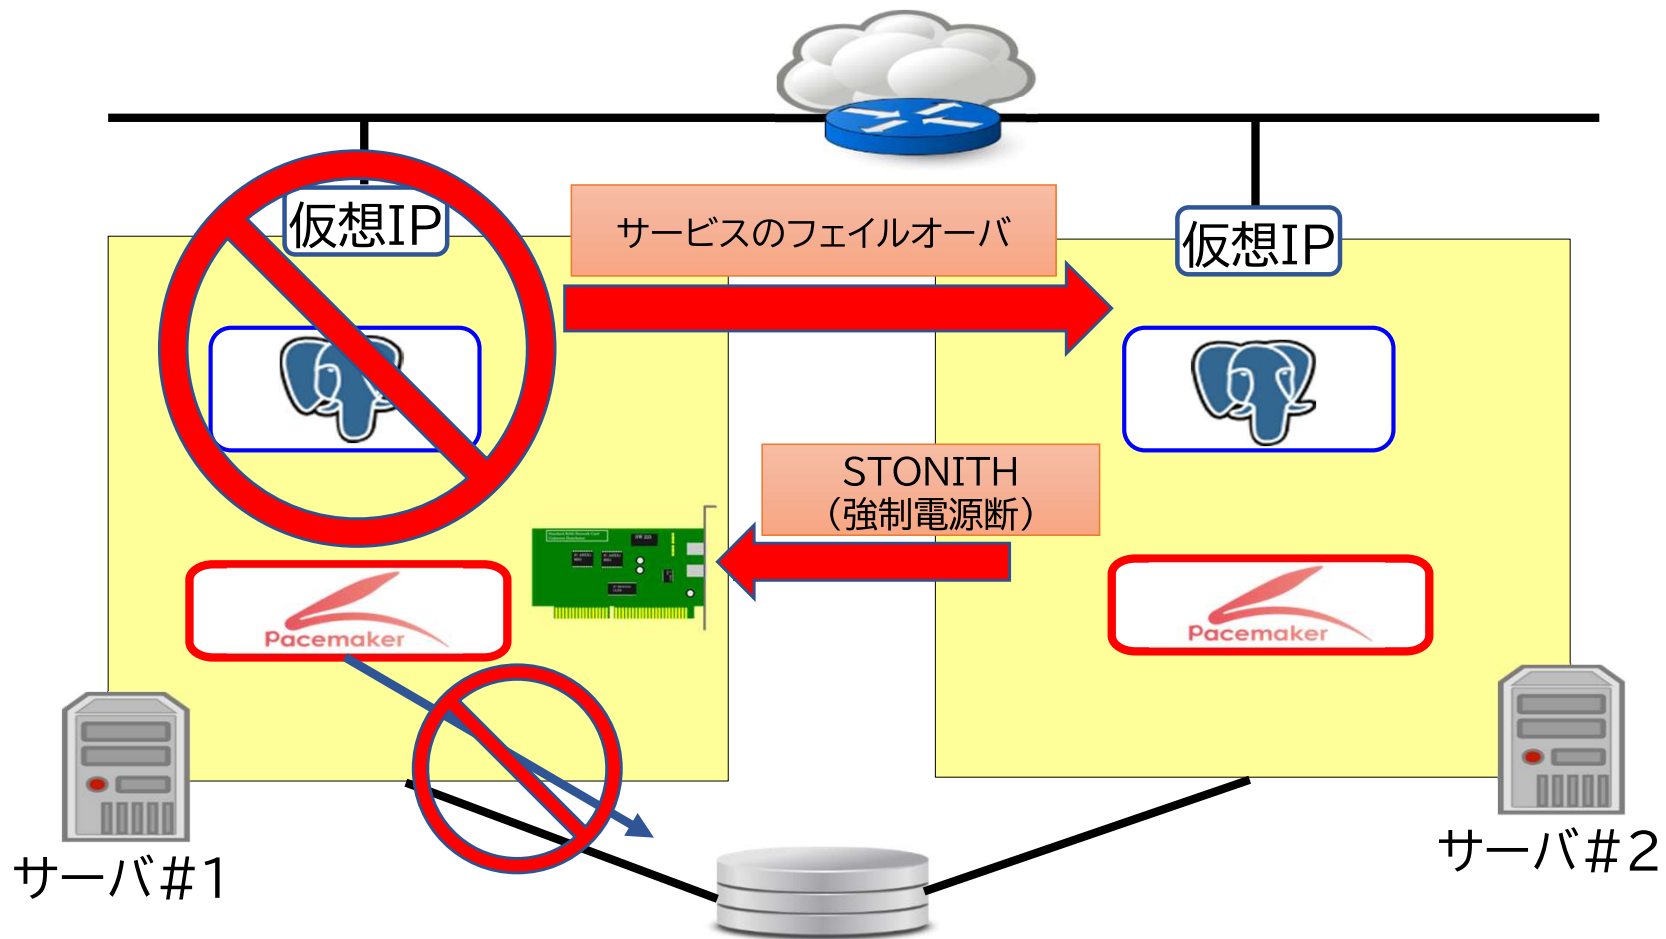 仮想IP
サービスのフェイルオーバ
仮想IP
STONITH
（強制電源断）
Pacemaker
Pacemaker
サーバ#1
サーバ#2